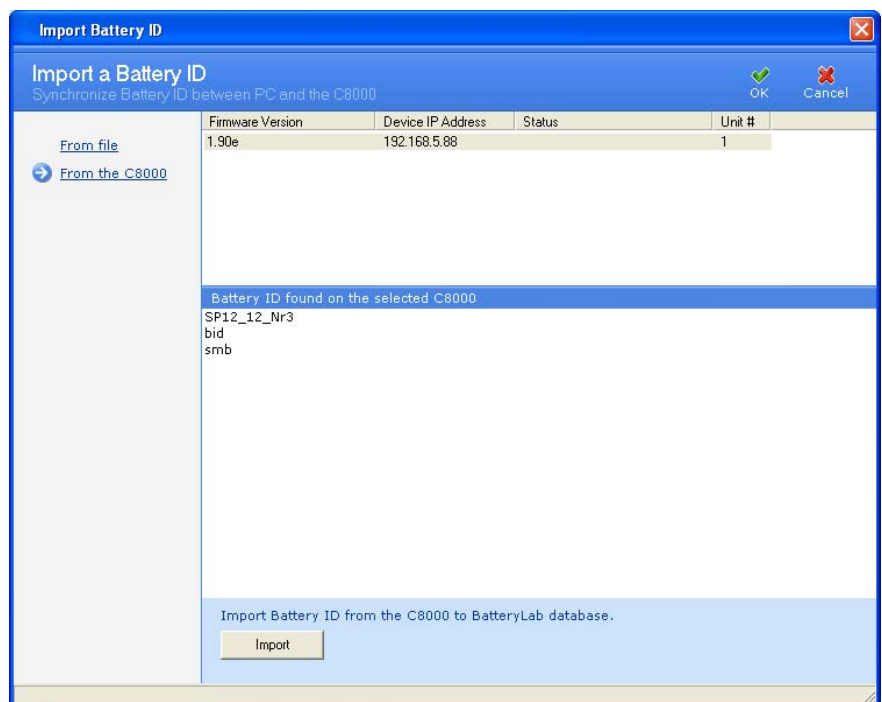 Import Battery ID
Import a Battery ID
Synchronize Battery ID between PC and the C8000
OK
Cancel
From file
From the C8000
Firmware Version Device IP Address Status Unit #
1.90e 192.168.5.88 1
Battery ID found on the selected C8000
SP12_12_Nr3
bid
smb
Import Battery ID from the C8000 to BatteryLab database.
Import